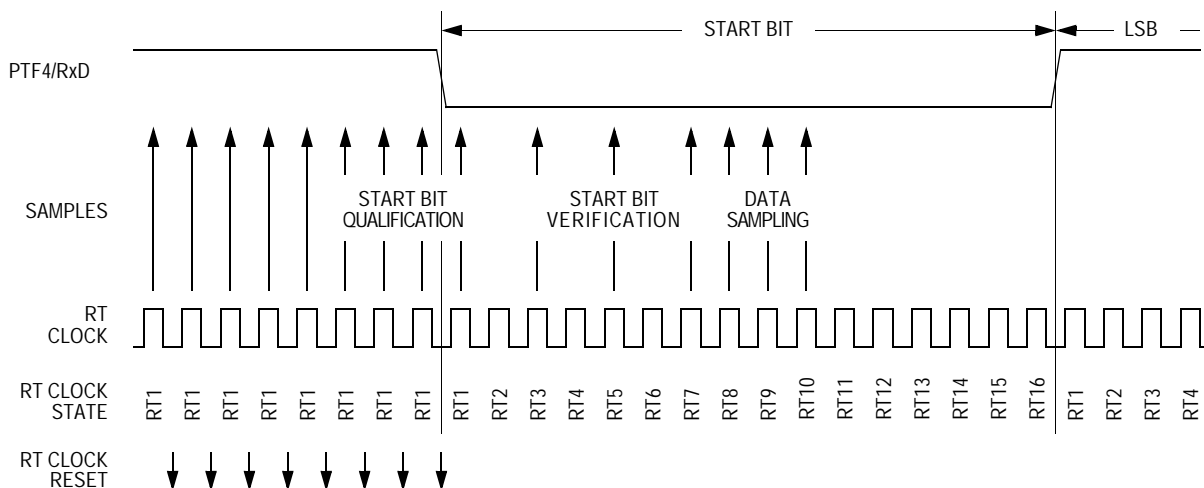 START BIT
LSB
PTF4/RxD
SAMPLES
START BIT
QUALIFICATION
START BIT
VERIFICATION
DATA
SAMPLING
RT
CLOCK
RT CLOCK
STATE
RT1 RT1 RT1 RT1 RT1 RT1 RT1 RT1 RT1 RT2 RT3 RT4 RT5 RT6 RT7 RT8 RT9 RT10 RT11 RT12 RT13 RT14 RT15 RT16 RT1 RT2 RT3 RT4
RT CLOCK
RESET